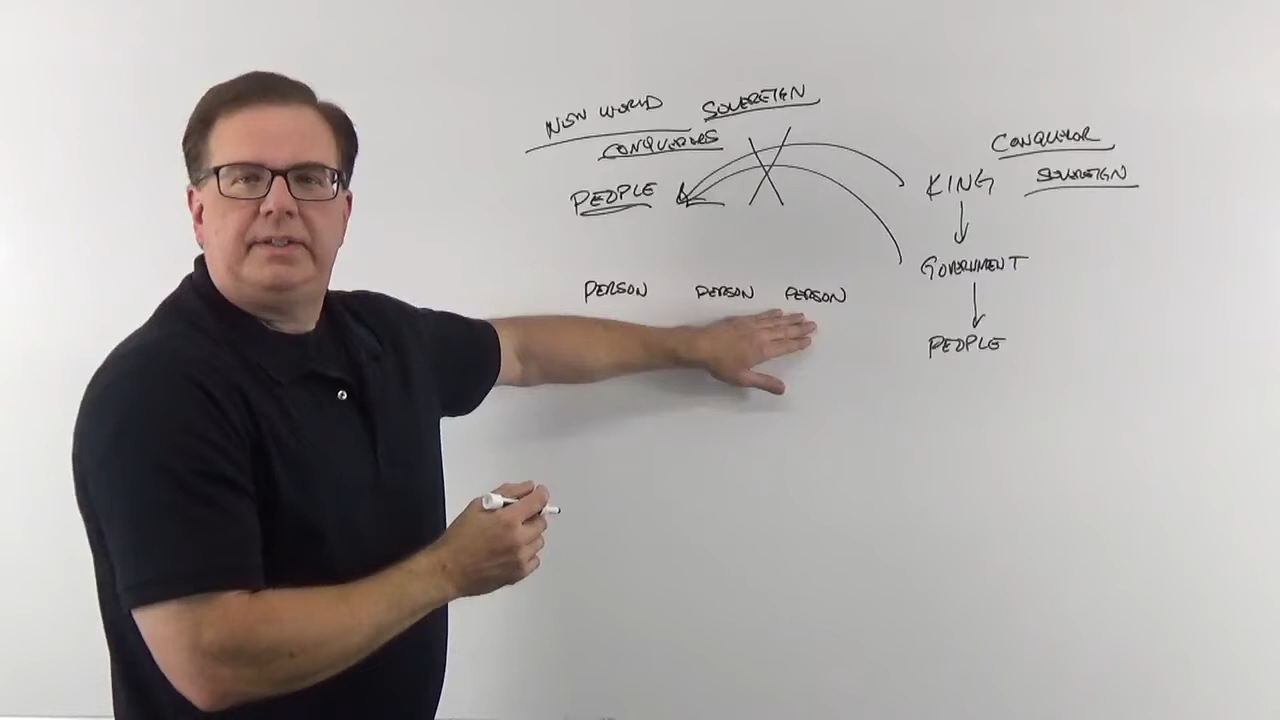 NEW WORLD SOVEREIGN
CONQUERORS
PEOPLE
PERSON PERSON PERSON
CONQUEROR
KING SOVEREIGN
GOVERNMENT
PEOPLE